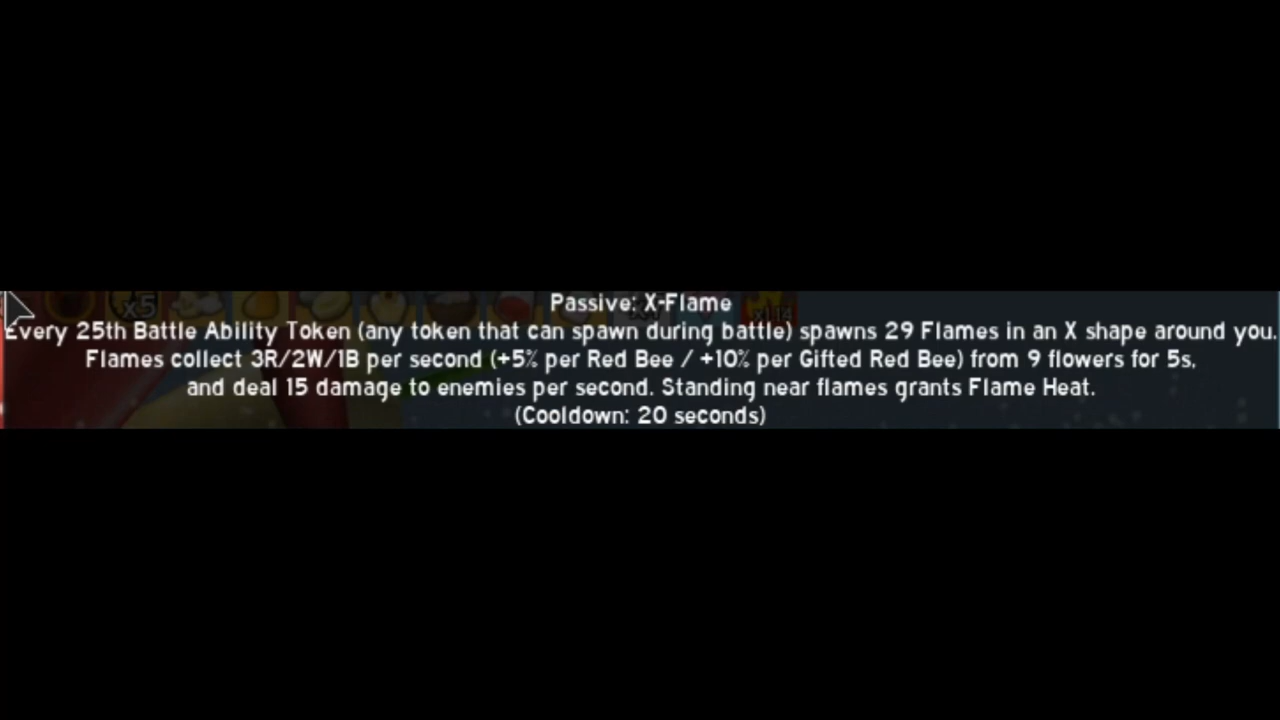 x5
x114
Passive: X-Flame
Every 25th Battle Ability Token (any token that can spawn during battle) spawns 29 Flames in an X shape around you.
Flames collect 3R/2W/1B per second (+5% per Red Bee / +10% per Gifted Red Bee) from 9 flowers for 5s,
and deal 15 damage to enemies per second. Standing near flames grants Flame Heat.
(Cooldown: 20 seconds)